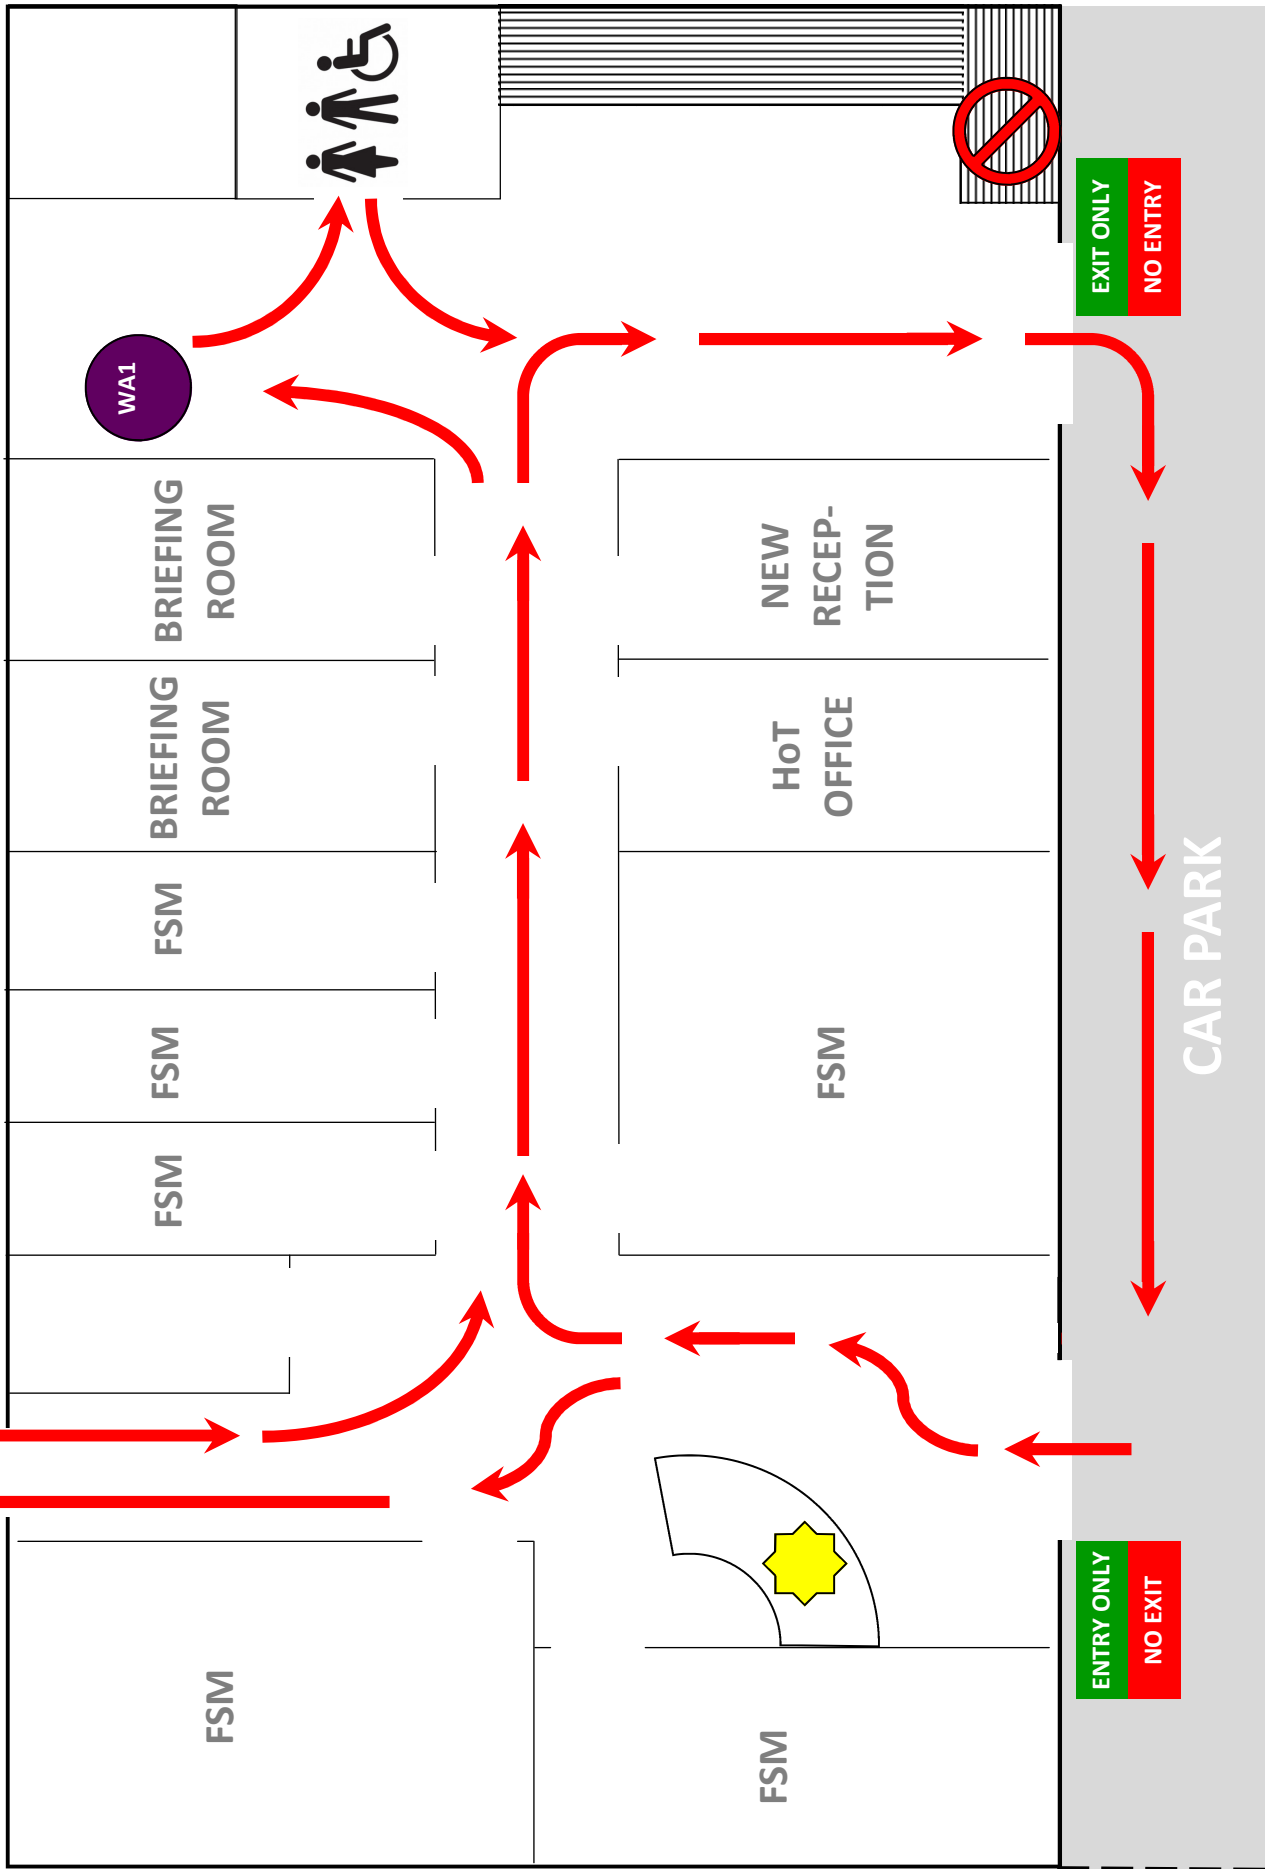 EXIT ONLY
NO ENTRY
WA1
BRIEFING
ROOM
NEW
RECEP-
TION
BRIEFING
ROOM
HoT
OFFICE
FSM
FSM
FSM
FSM
CAR PARK
ENTRY ONLY
NO EXIT
FSM
FSM